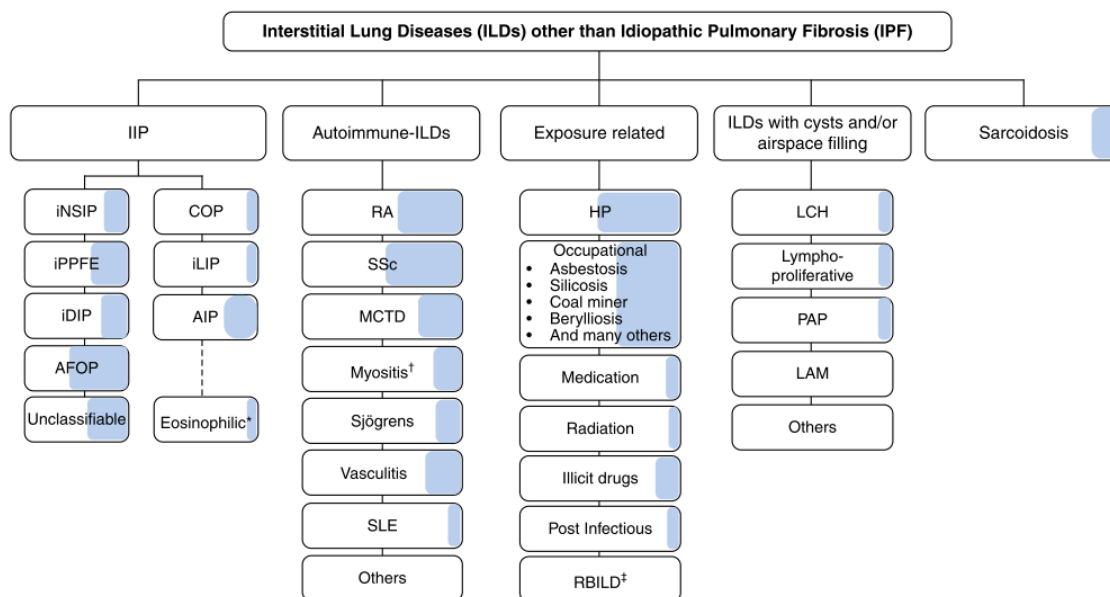 Interstitial Lung Diseases (ILDs) other than Idiopathic Pulmonary Fibrosis (IPF)
IIP
Autoimmune-ILDs
Exposure related
ILDs with cysts and/or
airspace filling
Sarcoidosis
iNSIP
iPPFE
iDIP
AFOP
Unclassifiable
COP
iLIP
AIP
Eosinophilic*
RA
SSc
MCTD
Myositis†
Sjögrens
Vasculitis
SLE
Others
HP
Occupational
• Asbestosis
• Silicosis
• Coal miner
• Berylliosis
• And many others
Medication
Radiation
Illicit drugs
Post Infectious
RBILD‡
LCH
Lympho-
proliferative
PAP
LAM
Others